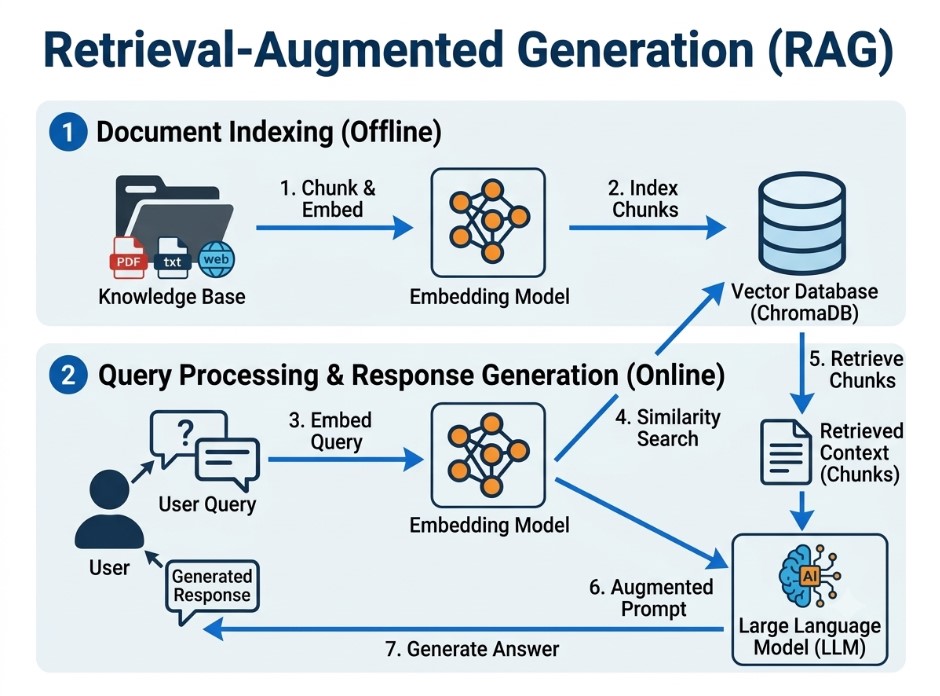 Retrieval-Augmented Generation (RAG)
1 Document Indexing (Offline)
1. Chunk &
Embed
2. Index
Chunks
PDF
txt
web
Knowledge Base
Embedding Model
Vector Database
(ChromaDB)
2 Query Processing & Response Generation (Online)
5. Retrieve
Chunks
?
3. Embed
Query
4. Similarity
Search
Retrieved
Context
(Chunks)
User Query
Embedding Model
User
Generated
Response
6. Augmented
Prompt
AI
Large Language
Model (LLM)
7. Generate Answer